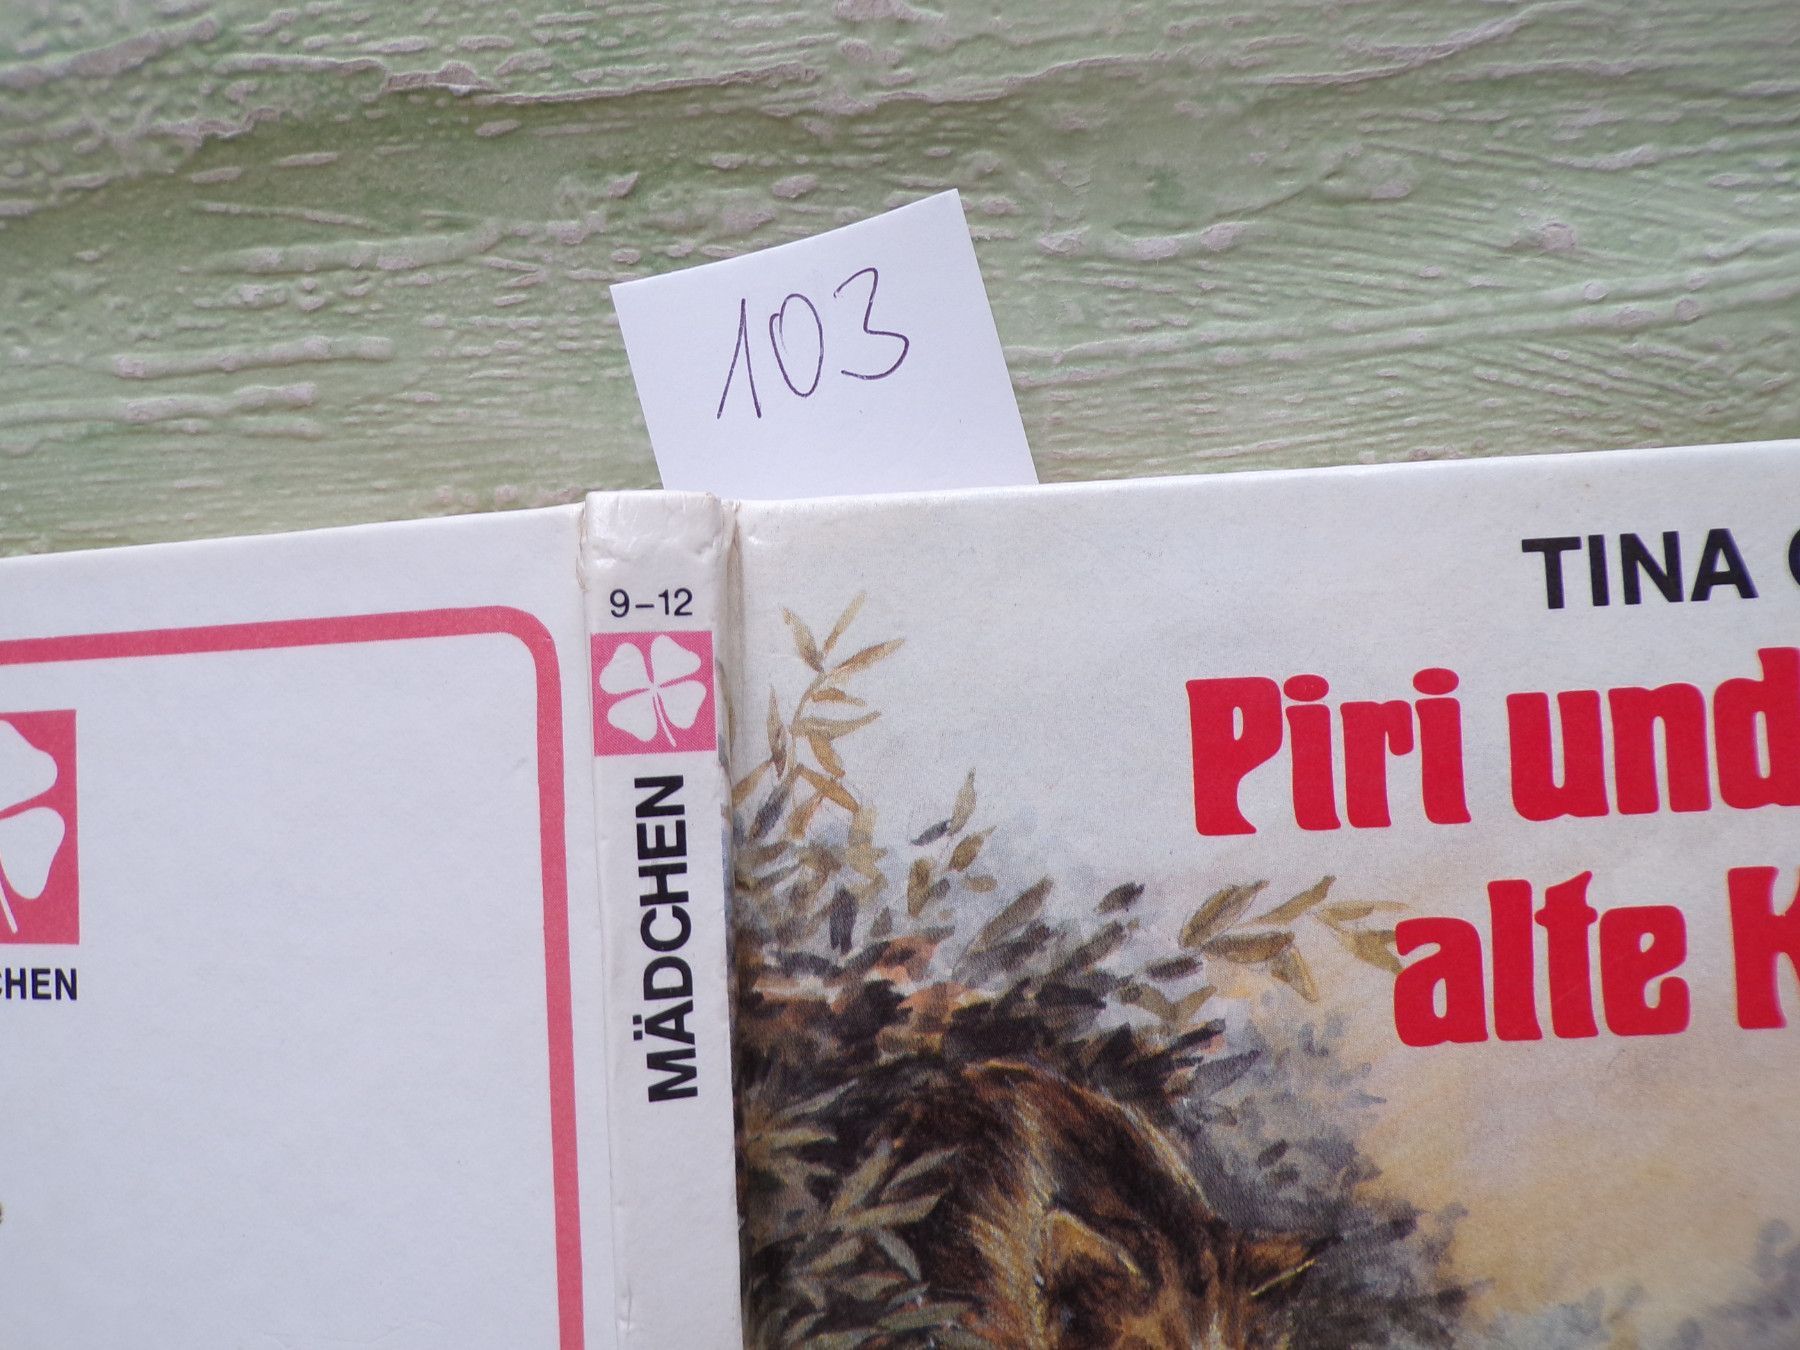 103
9-12
MÄDCHEN
CHEN
TINA
Piri und
alte K